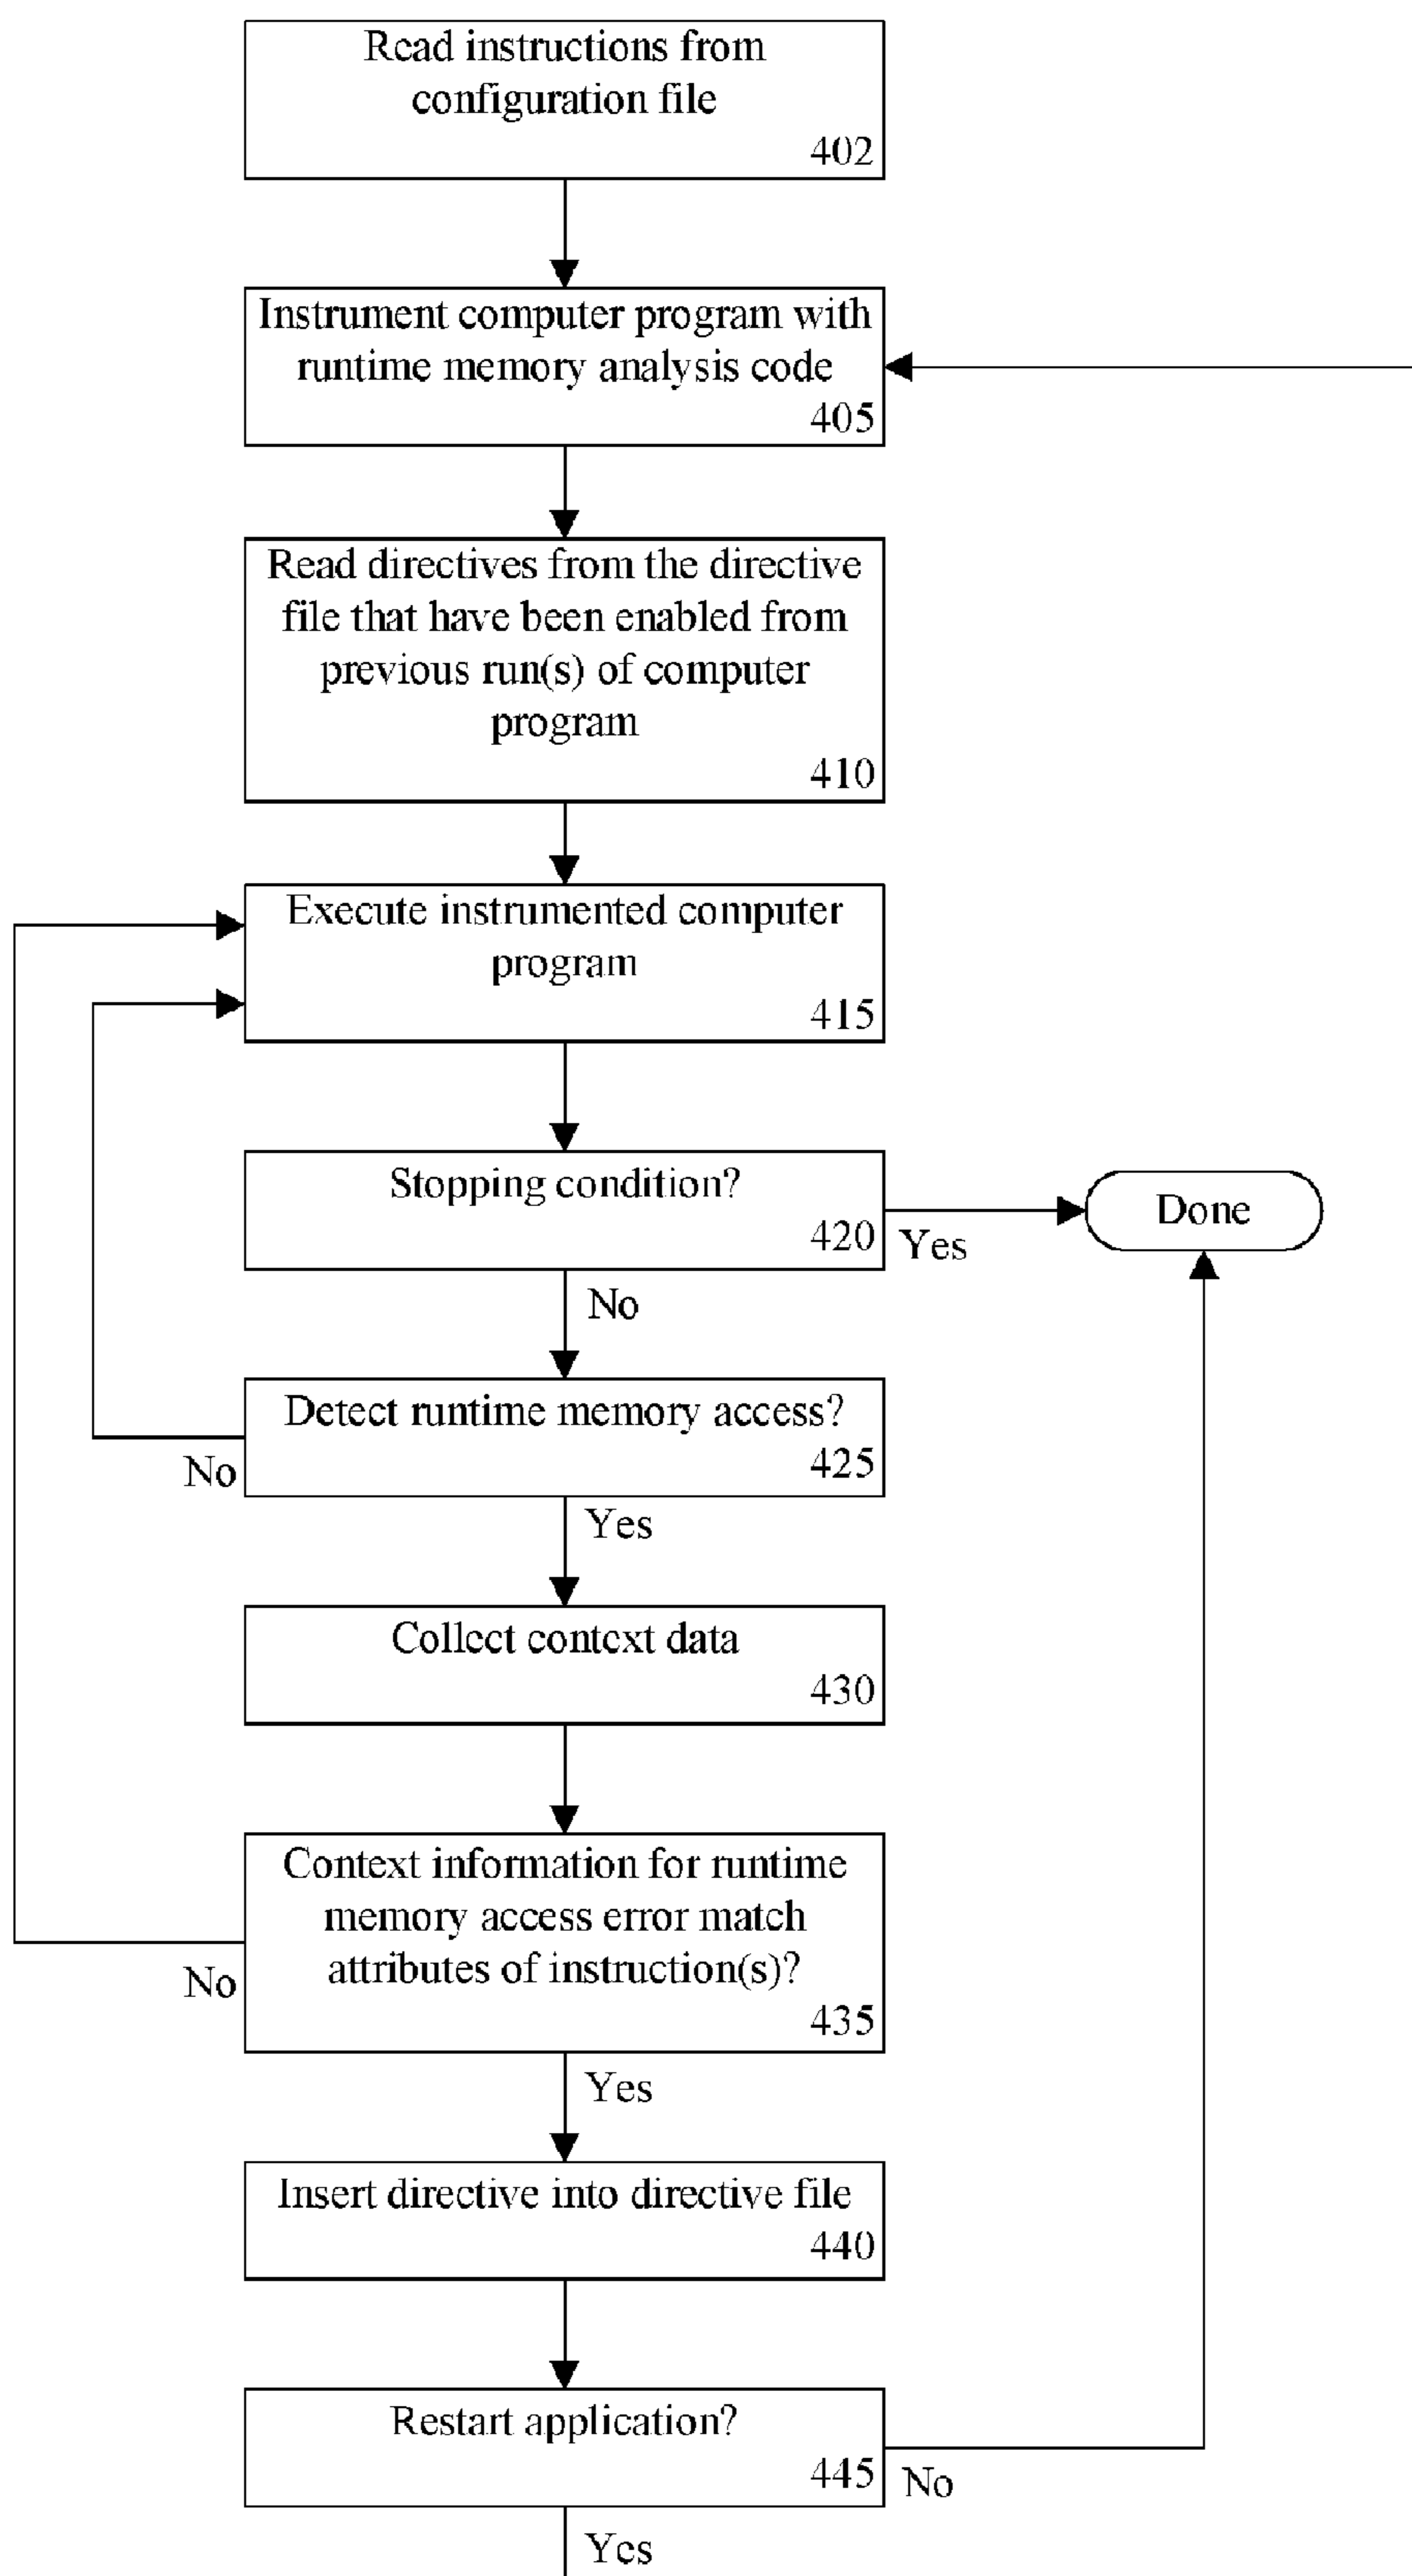 Read instructions from
configuration file
402
Instrument computer program with
runtime memory analysis code
405
Read directives from the directive
file that have been enabled from
previous run(s) of computer
program
410
Execute instrumented computer
program
415
Stopping condition?
420
Yes
Done
No
Detect runtime memory access?
425
No
Yes
Collect context data
430
Context information for runtime
memory access error match
attributes of instruction(s)?
435
No
Yes
Insert directive into directive file
440
Restart application?
445
No
Yes